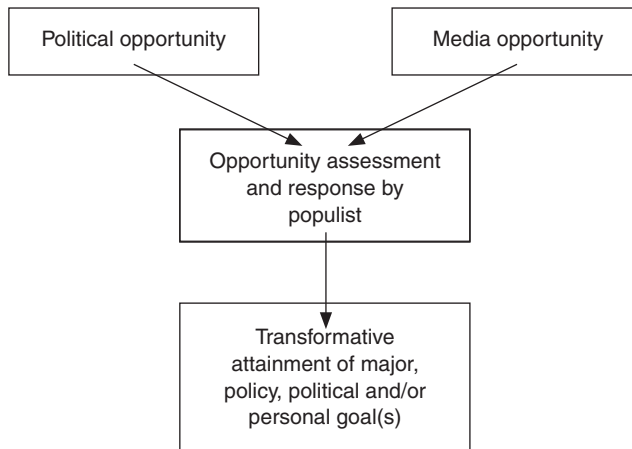 Political opportunity
Media opportunity
Opportunity assessment
and response by
populist
Transformative
attainment of major,
policy, political and/or
personal goal(s)